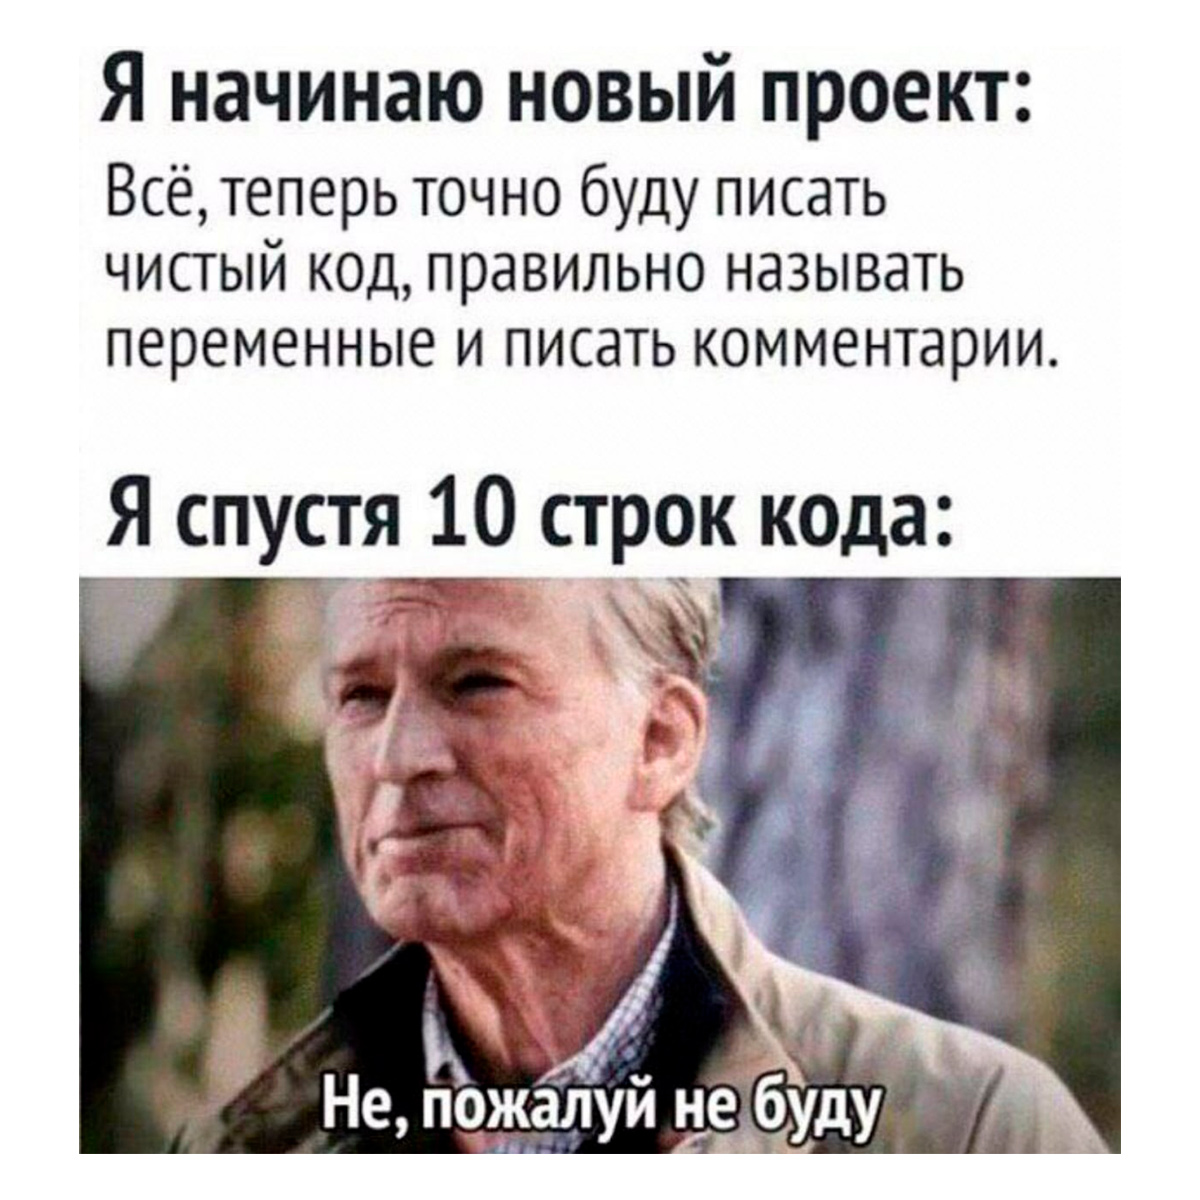 Я начинаю новый проект:
Всё, теперь точно буду писать
чистый код, правильно называть
переменные и писать комментарии.
Я спустя 10 строк кода:
Не, пожалуй не буду